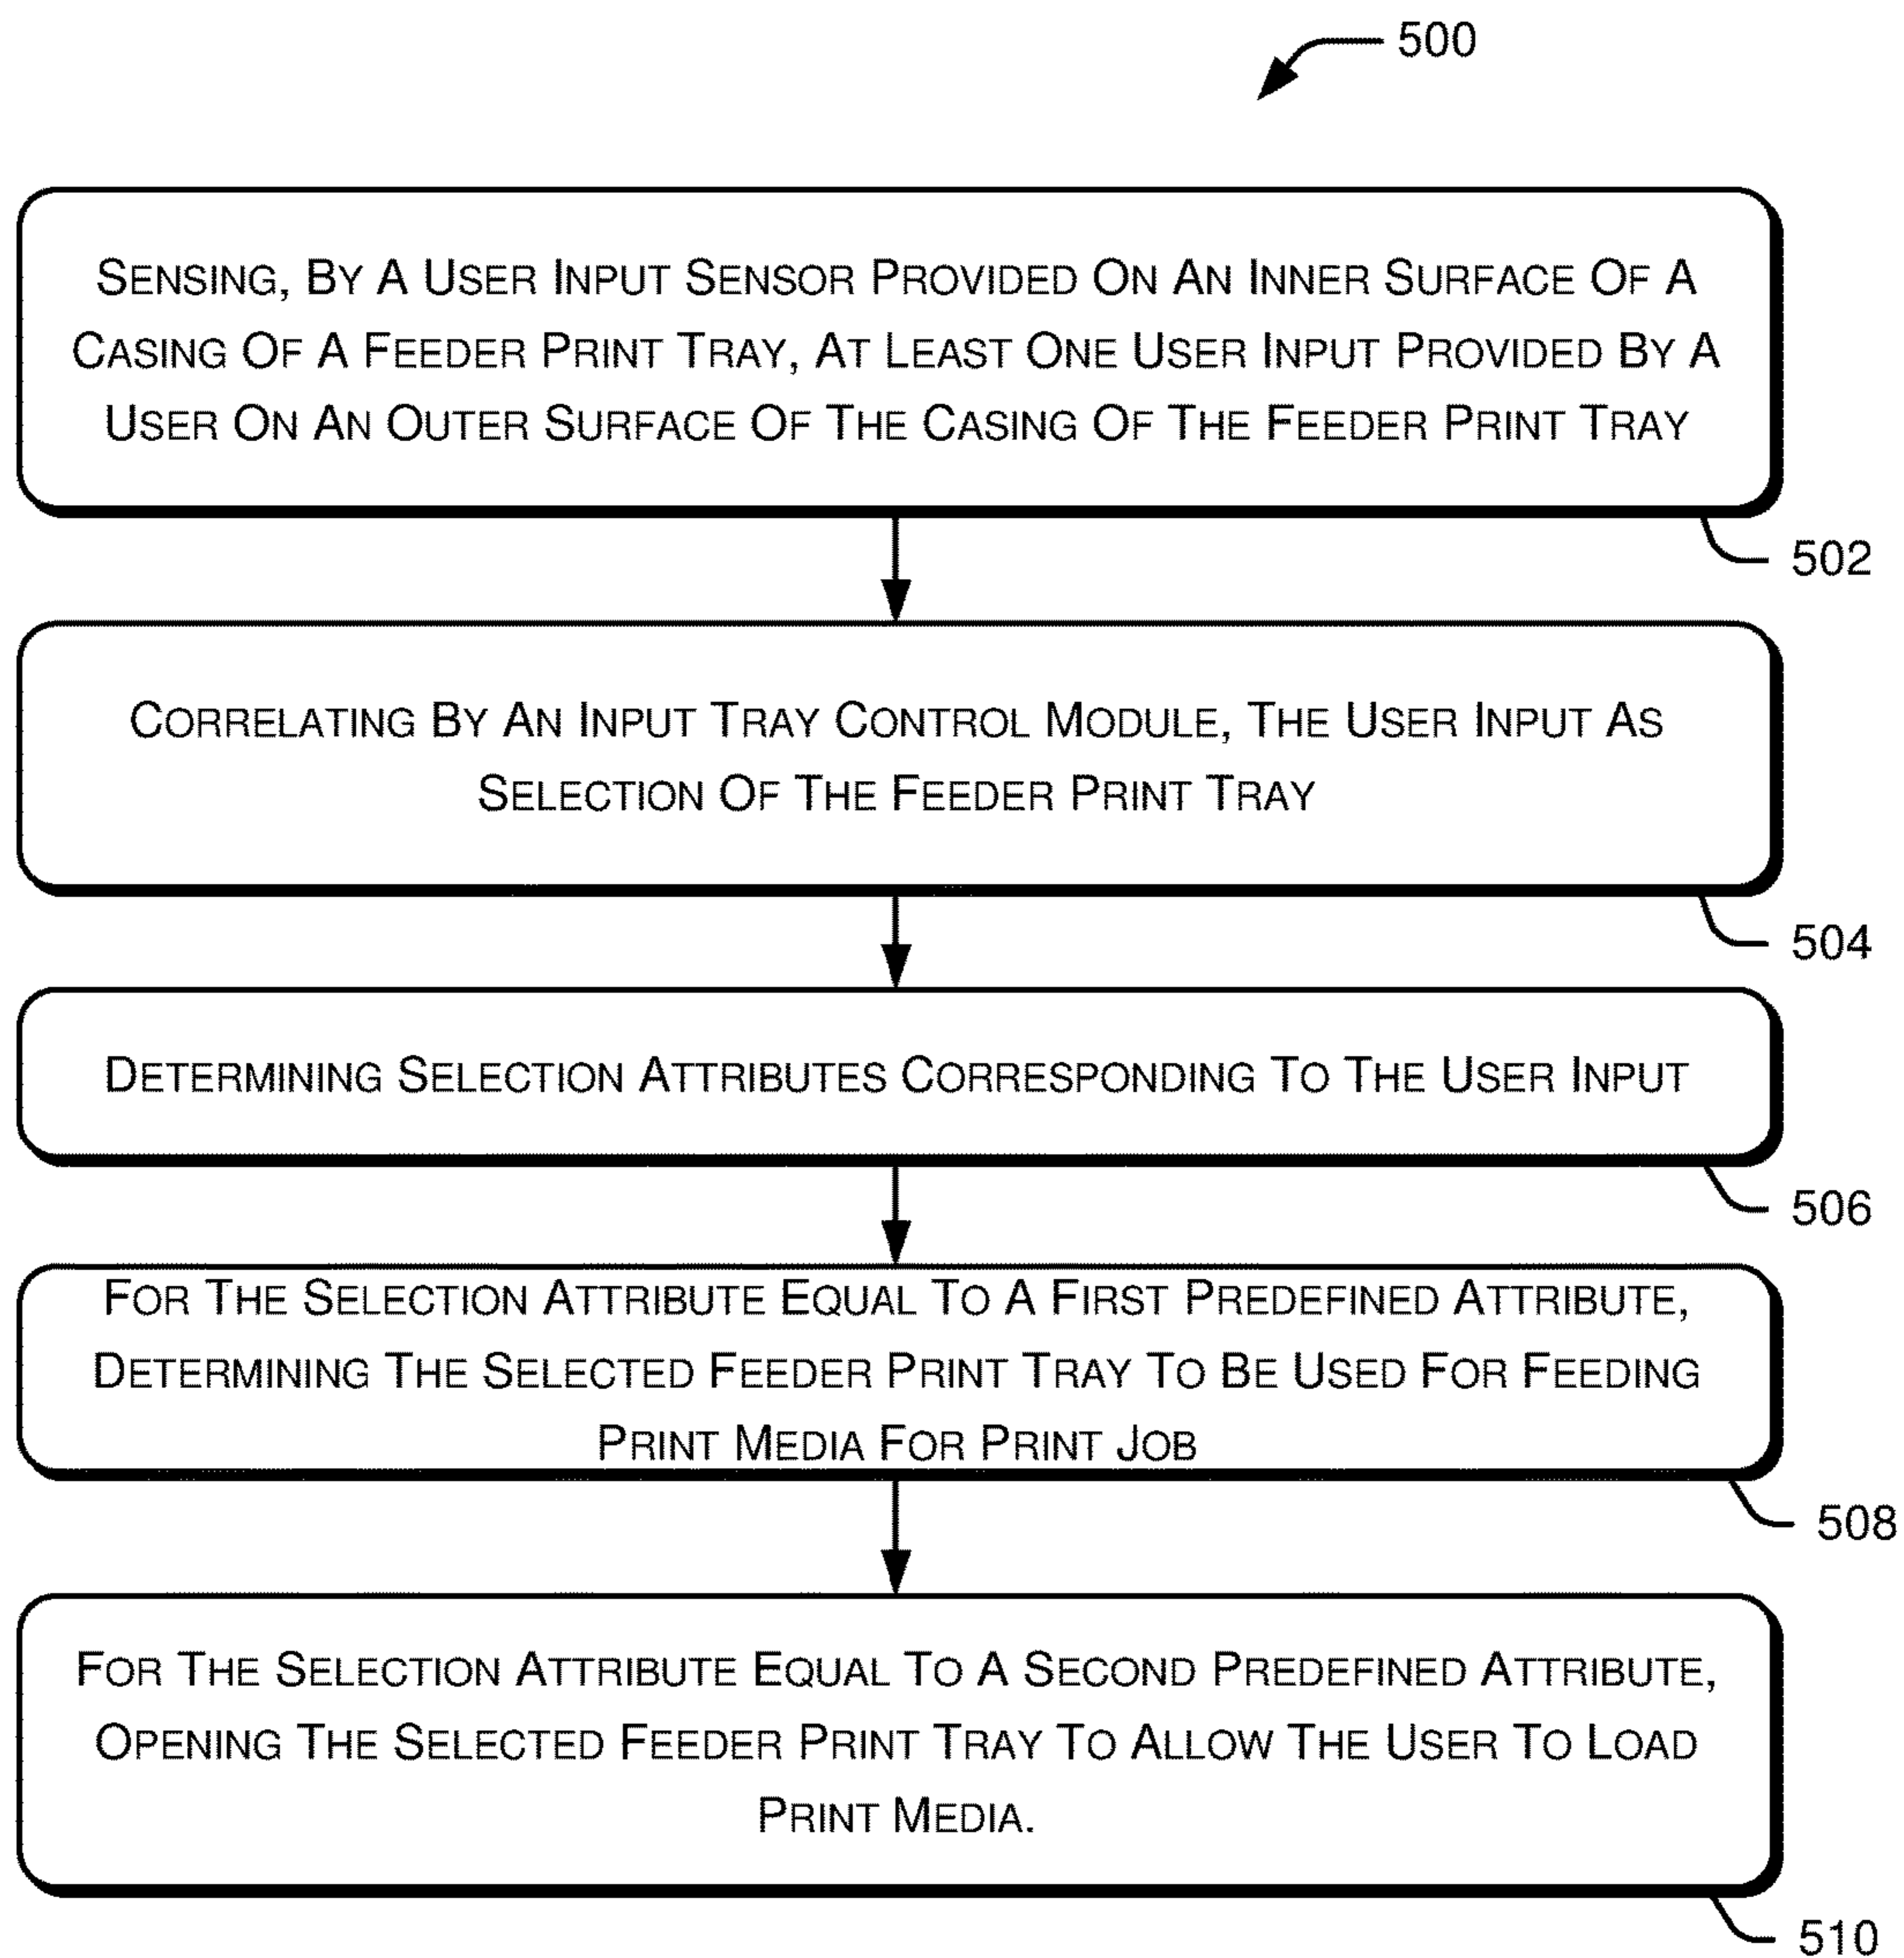 500
SENSING, BY A USER INPUT SENSOR PROVIDED ON AN INNER SURFACE OF A
CASING OF A FEEDER PRINT TRAY, AT LEAST ONE USER INPUT PROVIDED BY A
USER ON AN OUTER SURFACE OF THE CASING OF THE FEEDER PRINT TRAY
502
CORRELATING BY AN INPUT TRAY CONTROL MODULE, THE USER INPUT AS
SELECTION OF THE FEEDER PRINT TRAY
504
DETERMINING SELECTION ATTRIBUTES CORRESPONDING TO THE USER INPUT
506
FOR THE SELECTION ATTRIBUTE EQUAL TO A FIRST PREDEFINED ATTRIBUTE,
DETERMINING THE SELECTED FEEDER PRINT TRAY TO BE USED FOR FEEDING
PRINT MEDIA FOR PRINT JOB
508
FOR THE SELECTION ATTRIBUTE EQUAL TO A SECOND PREDEFINED ATTRIBUTE,
OPENING THE SELECTED FEEDER PRINT TRAY TO ALLOW THE USER TO LOAD
PRINT MEDIA.
510